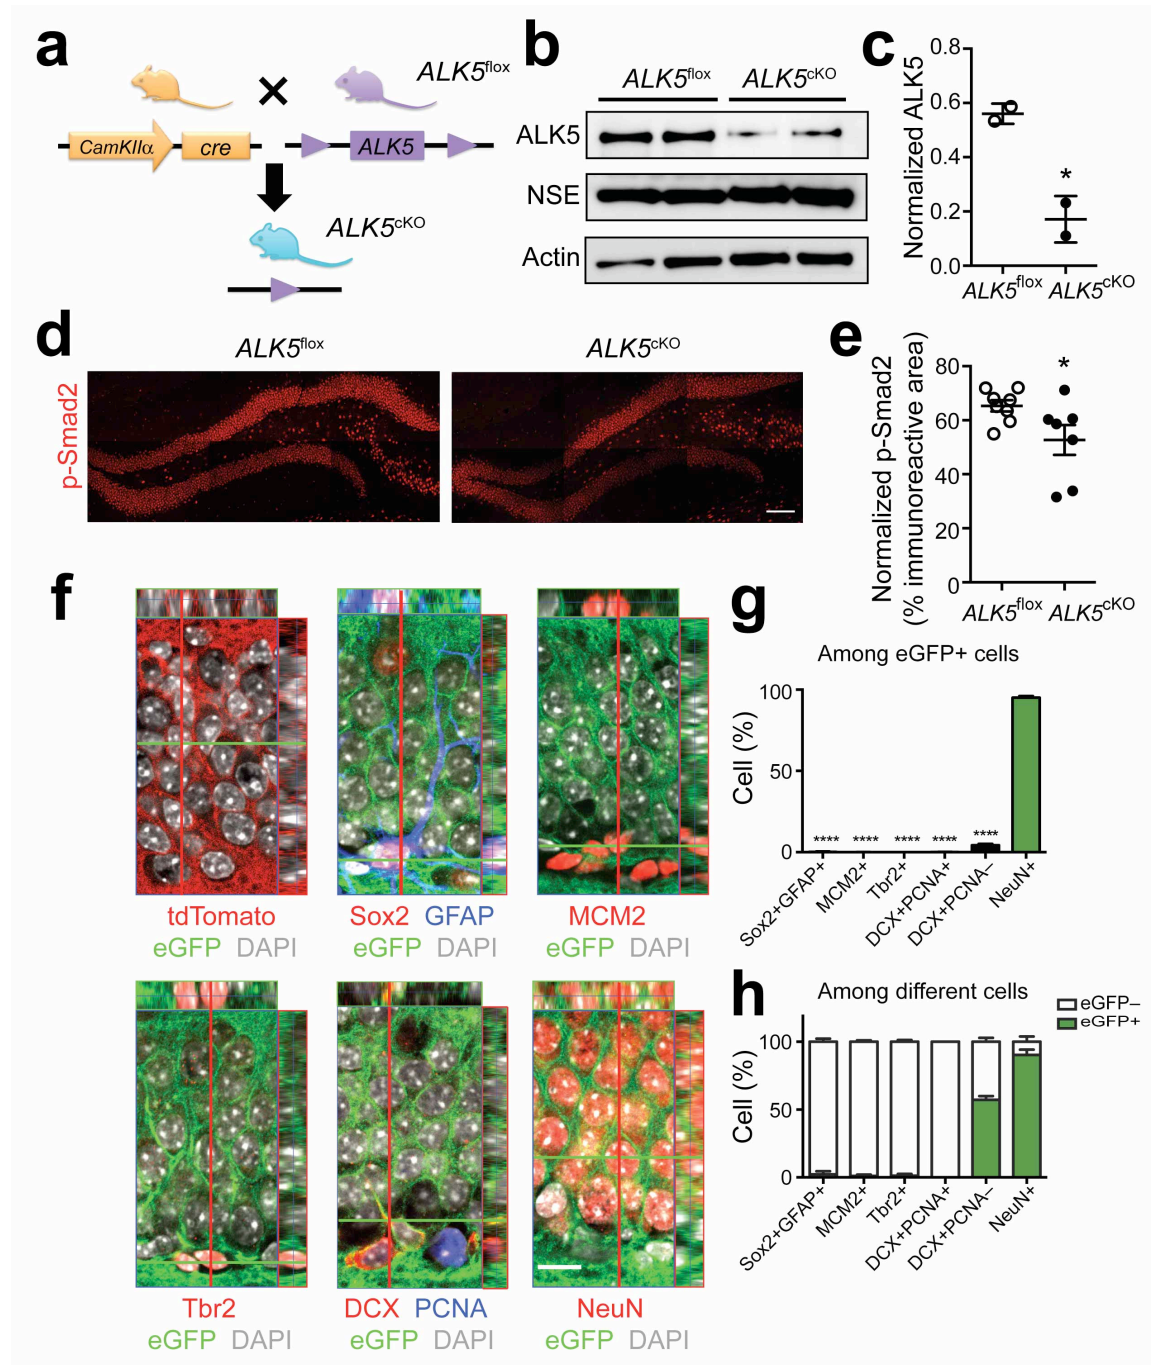 a
ALK5flox
CamKIIα
cre
ALK5
ALK5cKO
b
ALK5flox ALK5cKO
ALK5
NSE
Actin
c
Normalized ALK5
0.8
0.6
0.4
0.2
0.0
*
ALK5flox ALK5cKO
d
ALK5flox ALK5cKO
p-Smad2
e
Normalized p-Smad2
(% immunoreactive area)
80
60
40
20
0
*
ALK5flox ALK5cKO
f
tdTomato
eGFP DAPI
Sox2 GFAP
eGFP DAPI
MCM2
eGFP DAPI
Tbr2
eGFP DAPI
DCX PCNA
eGFP DAPI
NeuN
eGFP DAPI
g
Among eGFP+ cells
Cell (%)
100
50
0
**** **** **** **** ****
Sox2+GFAP+
MCM2+
Tbr2+
DCX+PCNA+
DCX+PCNA–
NeuN+
h
Among different cells
eGFP–
eGFP+
Cell (%)
100
50
0
Sox2+GFAP+
MCM2+
Tbr2+
DCX+PCNA+
DCX+PCNA–
NeuN+